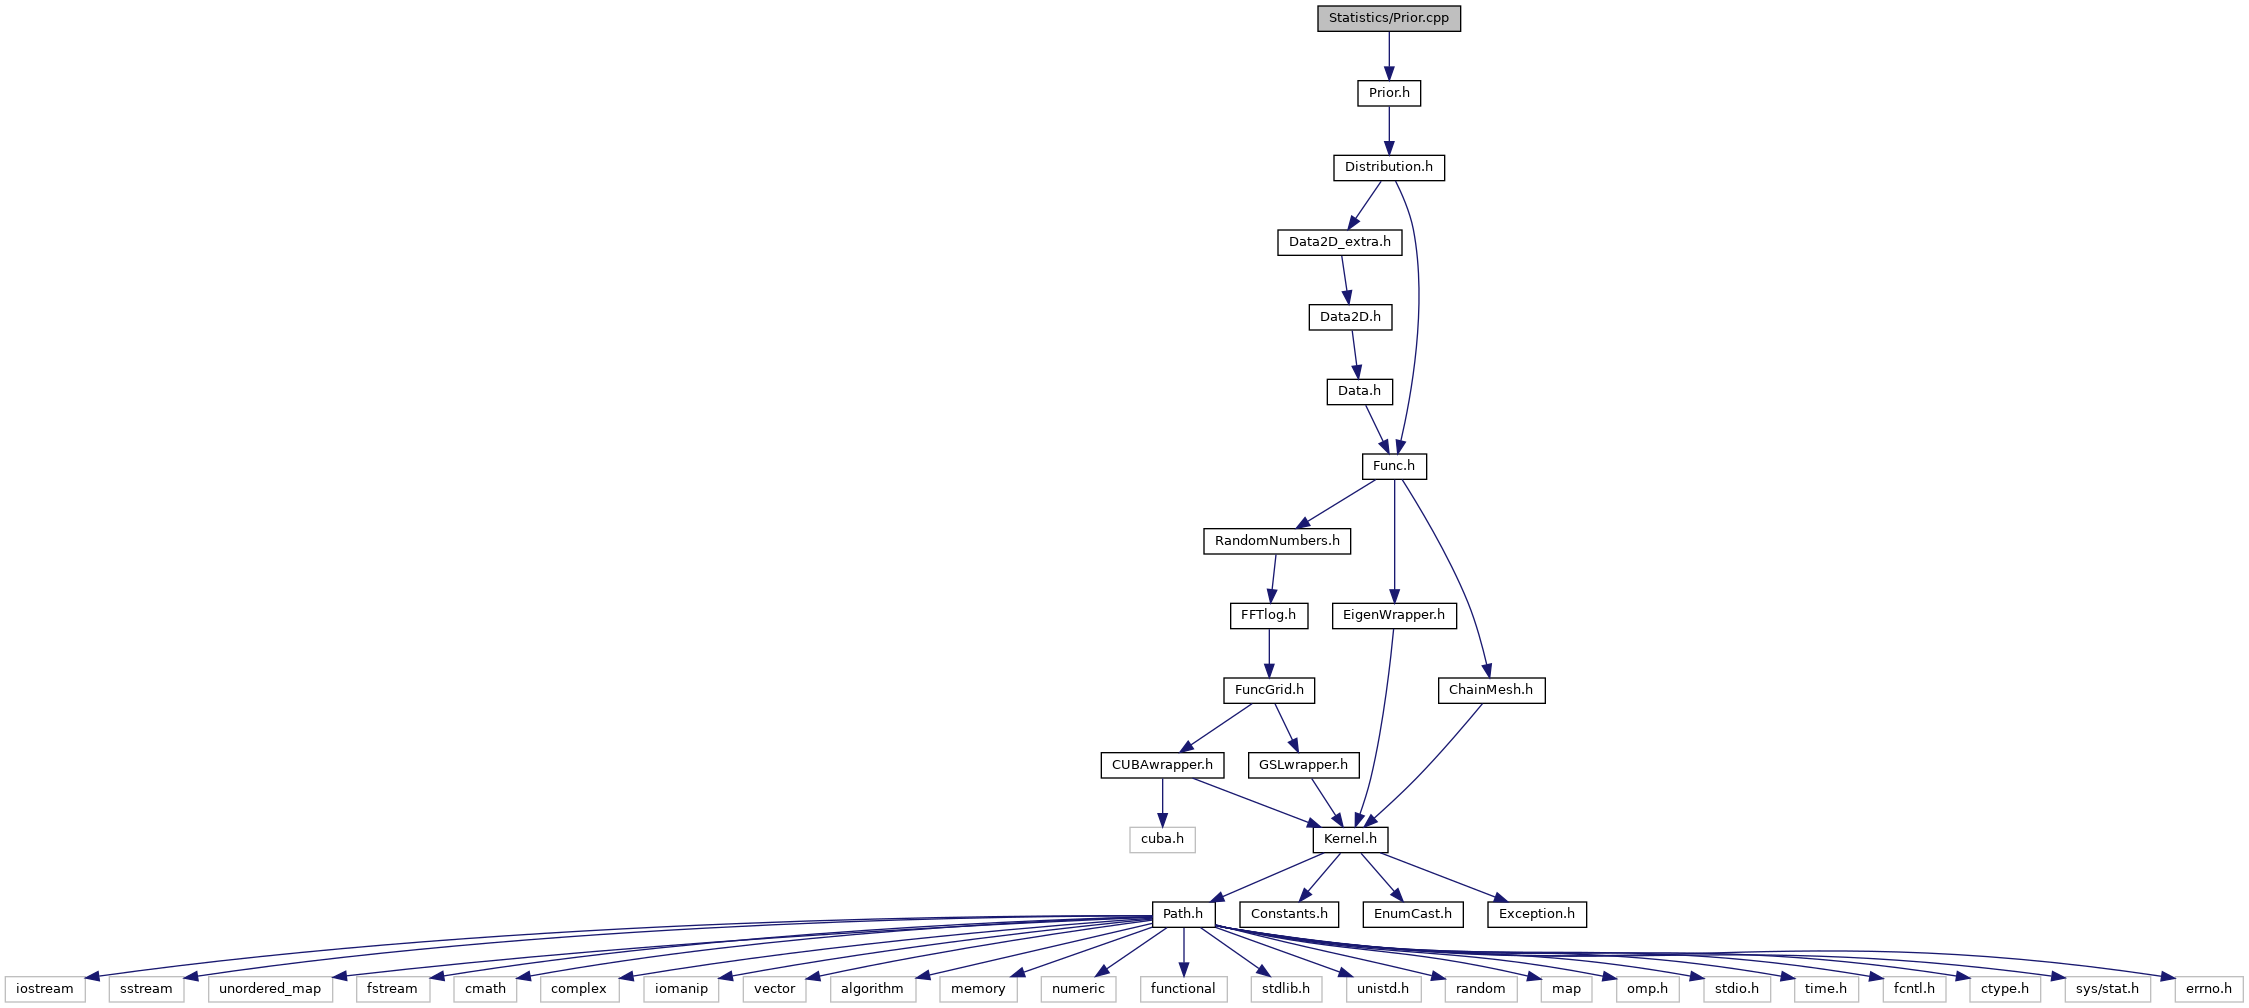 Statistics/Prior.cpp
Prior.h
Distribution.h
Data2D_extra.h
Data2D.h
Data.h
Func.h
RandomNumbers.h
FFTlog.h
EigenWrapper.h
FuncGrid.h
ChainMesh.h
CUBAwrapper.h
GSLwrapper.h
cuba.h
Kernel.h
Path.h
Constants.h
EnumCast.h
Exception.h
iostream
sstream
unordered_map
fstream
cmath
complex
iomanip
vector
algorithm
memory
numeric
functional
stdlib.h
unistd.h
random
map
omp.h
stdio.h
time.h
fcntl.h
ctype.h
sys/stat.h
errno.h